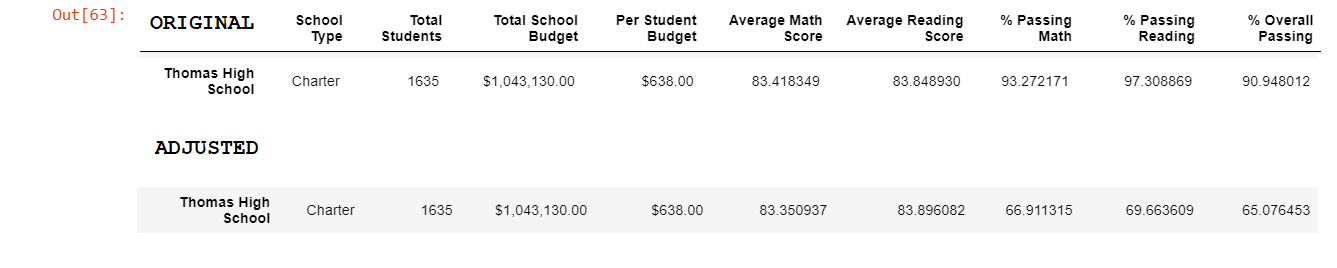 Out[63]:
ORIGINAL School Type Total Students Total School Budget Per Student Budget Average Math Score Average Reading Score % Passing Math % Passing Reading % Overall Passing
Thomas High School Charter 1635 $1,043,130.00 $638.00 83.418349 83.848930 93.272171 97.308869 90.948012
ADJUSTED
Thomas High School Charter 1635 $1,043,130.00 $638.00 83.350937 83.896082 66.911315 69.663609 65.076453